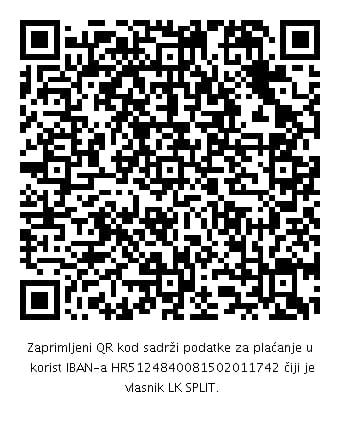 Zaprimljeni QR kod sadrži podatke za plaćanje u
korist IBAN-a HR5124840081502011742 čiji je
vlasnik LK SPLIT.